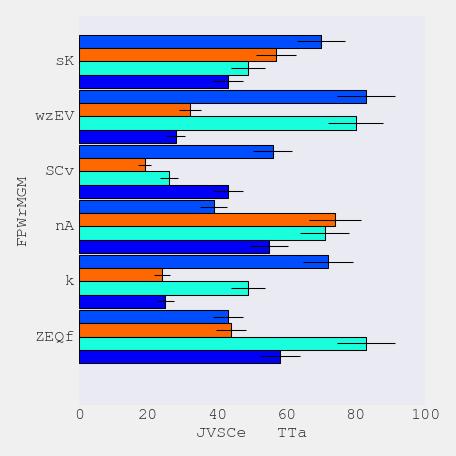 FPWrMGM
sK
wzEV
SCv
nA
k
ZEQf
0 20 40 60 80 100
JVSCe TTa